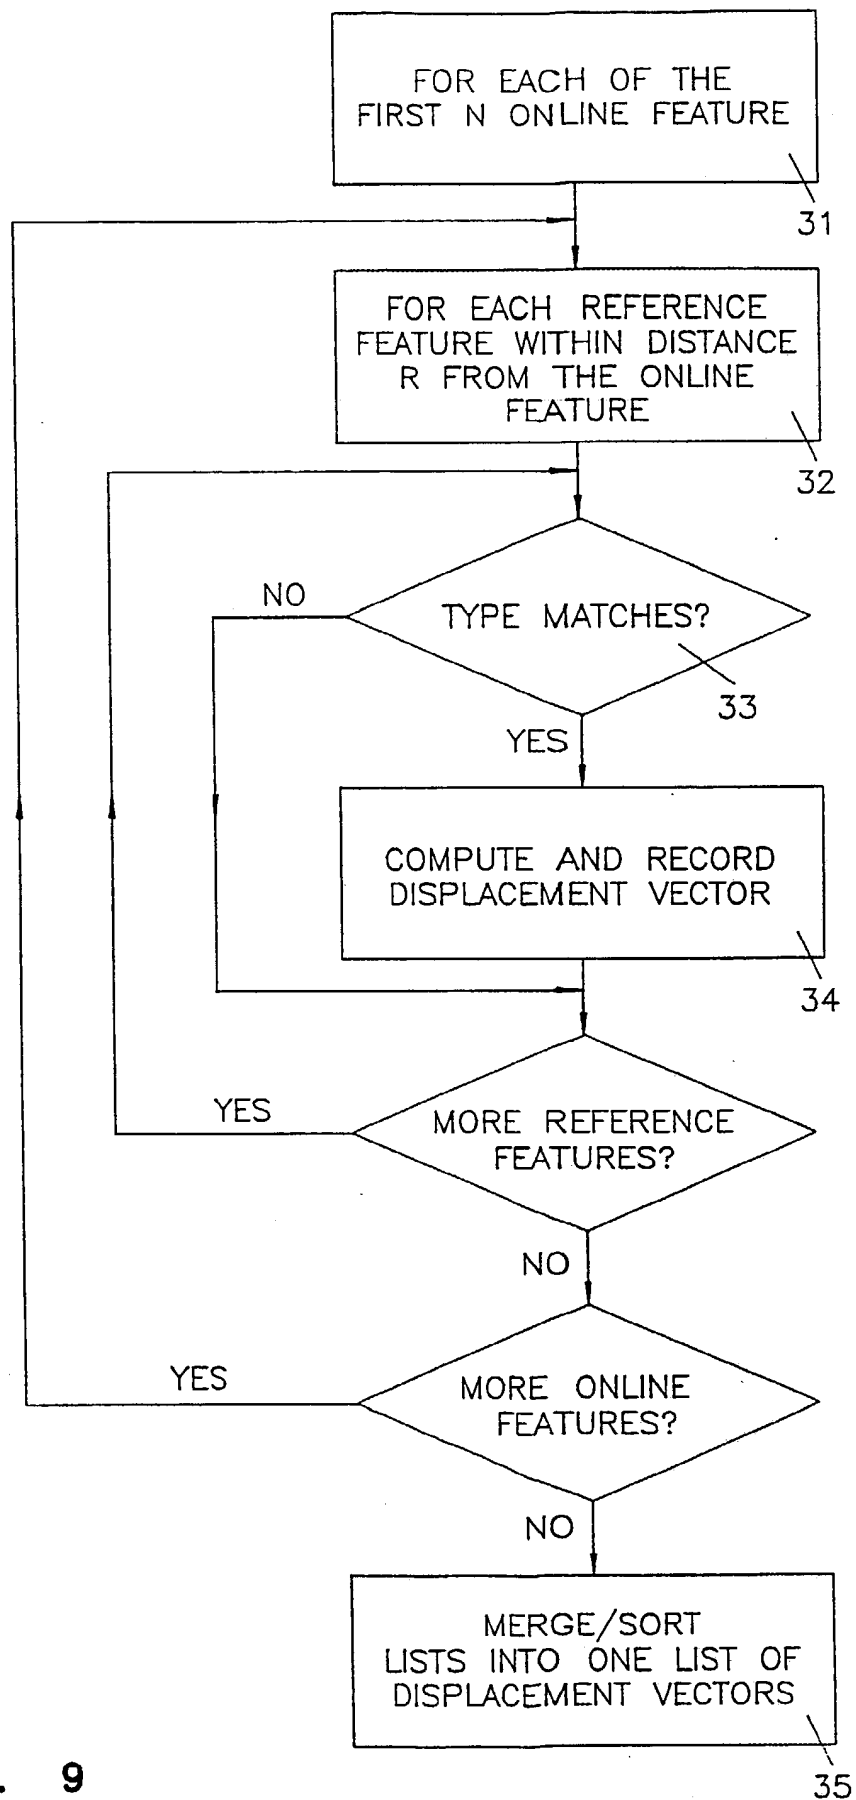 FOR EACH OF THE
FIRST N ONLINE FEATURE
31
FOR EACH REFERENCE
FEATURE WITHIN DISTANCE
R FROM THE ONLINE
FEATURE
32
NO
TYPE MATCHES?
33
YES
COMPUTE AND RECORD
DISPLACEMENT VECTOR
34
YES
MORE REFERENCE
FEATURES?
NO
YES
MORE ONLINE
FEATURES?
NO
MERGE/SORT
LISTS INTO ONE LIST OF
DISPLACEMENT VECTORS
35
. 9